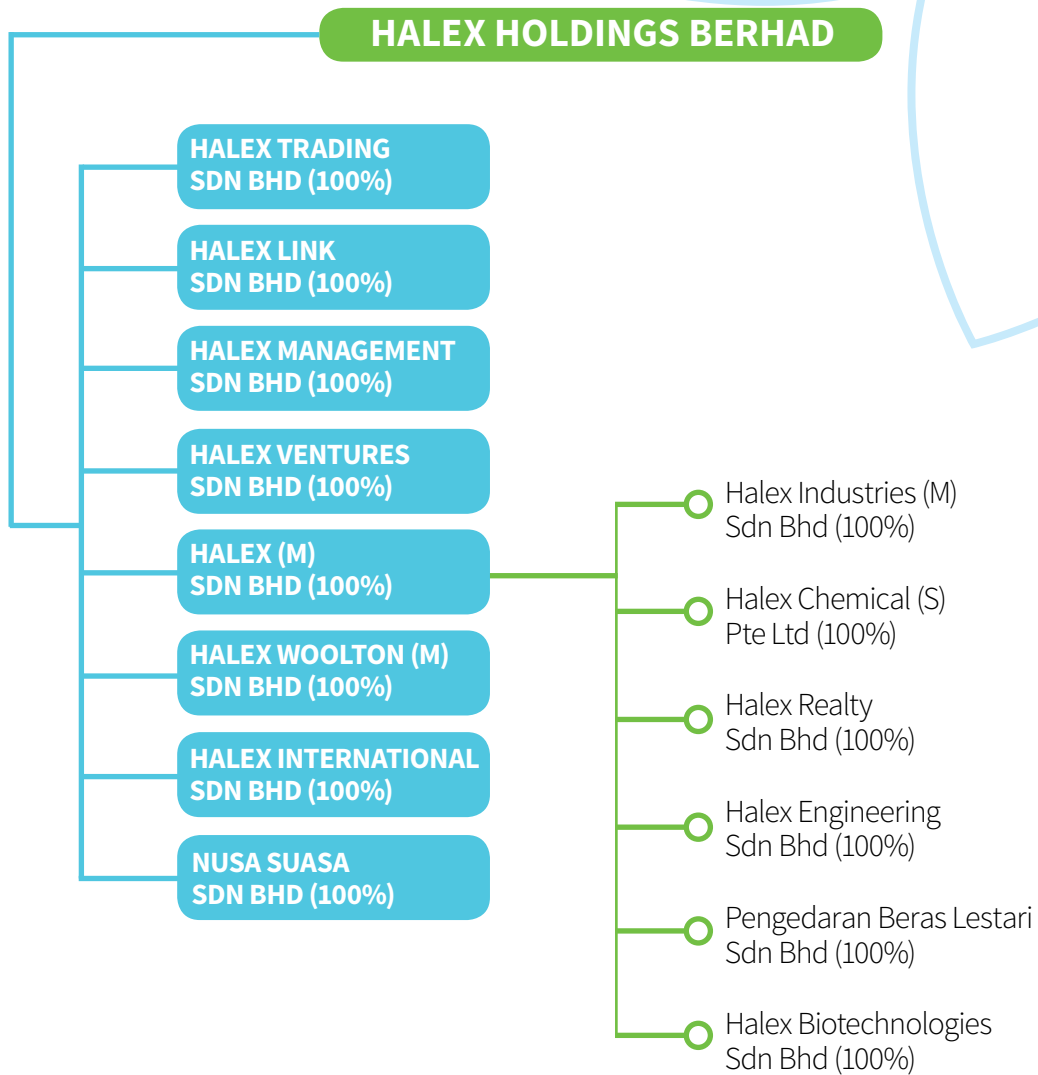 HALEX HOLDINGS BERHAD
HALEX TRADING
SDN BHD (100%)
HALEX LINK
SDN BHD (100%)
HALEX MANAGEMENT
SDN BHD (100%)
HALEX VENTURES
SDN BHD (100%)
HALEX (M)
SDN BHD (100%)
HALEX WOOLTON (M)
SDN BHD (100%)
HALEX INTERNATIONAL
SDN BHD (100%)
NUSA SUASA
SDN BHD (100%)
Halex Industries (M)
Sdn Bhd (100%)
Halex Chemical (S)
Pte Ltd (100%)
Halex Realty
Sdn Bhd (100%)
Halex Engineering
Sdn Bhd (100%)
Pengedaran Beras Lestari
Sdn Bhd (100%)
Halex Biotechnologies
Sdn Bhd (100%)